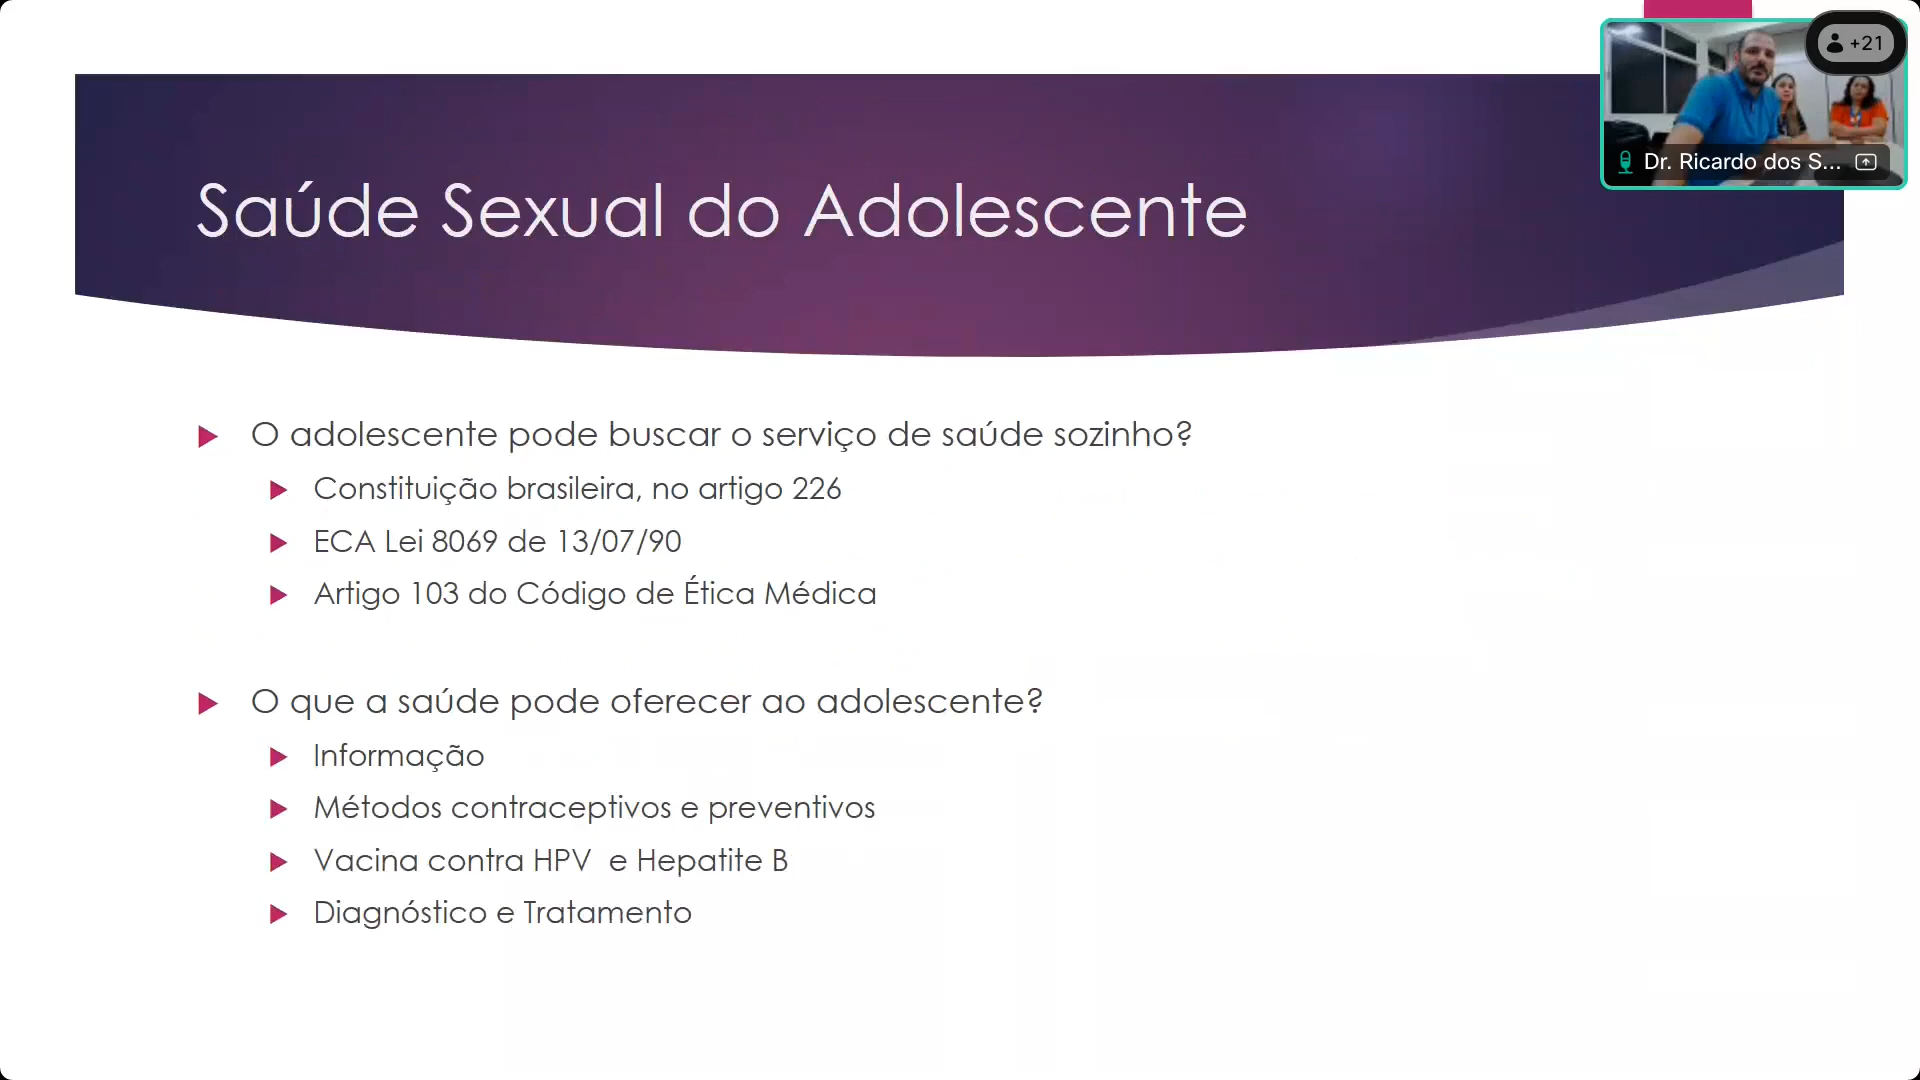 +21
Dr. Ricardo dos S...
Saúde Sexual do Adolescente
O adolescente pode buscar o serviço de saúde sozinho?
Constituição brasileira, no artigo 226
ECA Lei 8069 de 13/07/90
Artigo 103 do Código de Ética Médica
O que a saúde pode oferecer ao adolescente?
Informação
Métodos contraceptivos e preventivos
Vacina contra HPV  e Hepatite B
Diagnóstico e Tratamento